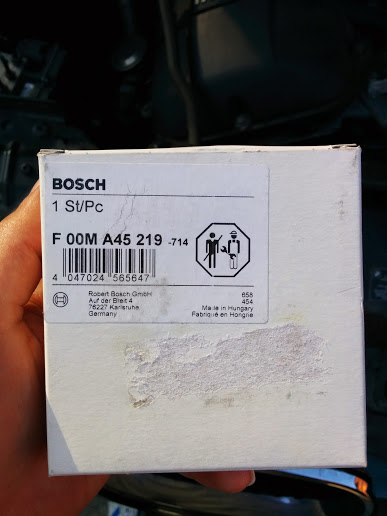 BOSCH
1 St/Pc
F 00M A45 219 -714
4 047024 565647
Robert Bosch GmbH
Auf der Breit 4
76227 Karlsruhe
Germany
658
454
Made in Hungary
Fabriqué en Hongrie